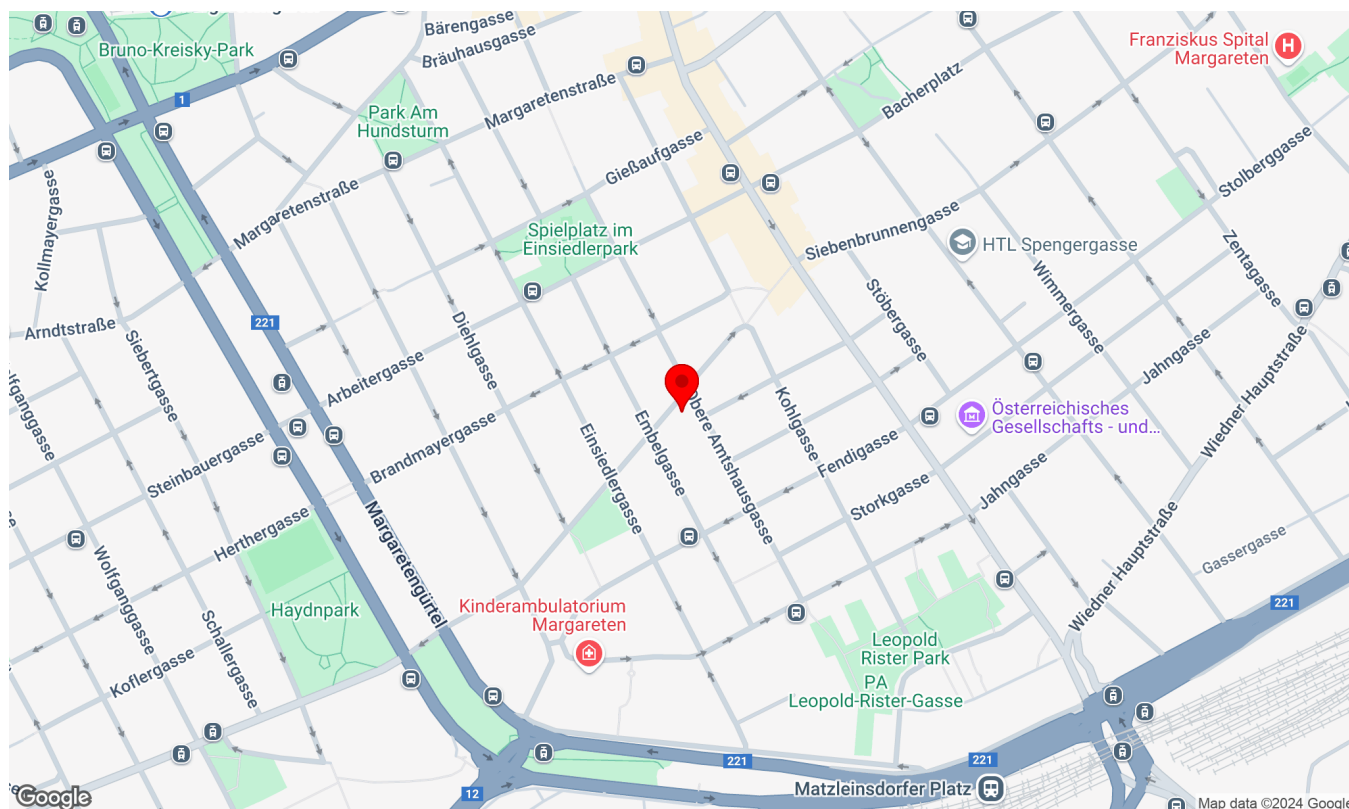 Bärengasse
Bruno-Kreisky-Park
Bräuhausgasse
Franziskus Spital
Margareten
H
Margaretenstraße
Bacherplatz
1
Park Am
Hundsturm
Gießaufgasse
Stolberggasse
Kollmayergasse
Margaretenstraße
Spielplatz im
Einsiedlerpark
Siebenbrunnengasse
HTL Spengergasse
Zentagasse
Wimmergasse
Stöbergasse
Arndtstraße
221
Siebertgasse
Diehlgasse
Arbeitergasse
Jahngasse
Wiedner Hauptstraße
Kohlgasse
Obere Amtshausgasse
Österreichisches
Gesellschafts - und...
Embelgasse
Einsiedlergasse
Brandmayergasse
Steinbauergasse
Fendigasse
Storkgasse
Jahngasse
Margaretengürtel
Herthergasse
Wolfganggasse
Gassergasse
Wiedner Hauptstraße
Haydnpark
Kinderambulatorium
Margareten
Schallergasse
Koflergasse
Leopold
Rister Park
PA
Leopold-Rister-Gasse
221
221
221
12
Matzleinsdorfer Platz
Google
Map data ©2024 Google